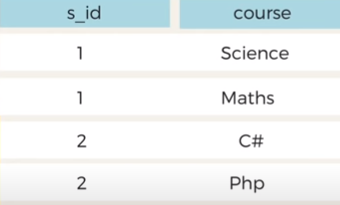 s_id course
1 Science
1 Maths
2 C#
2 Php